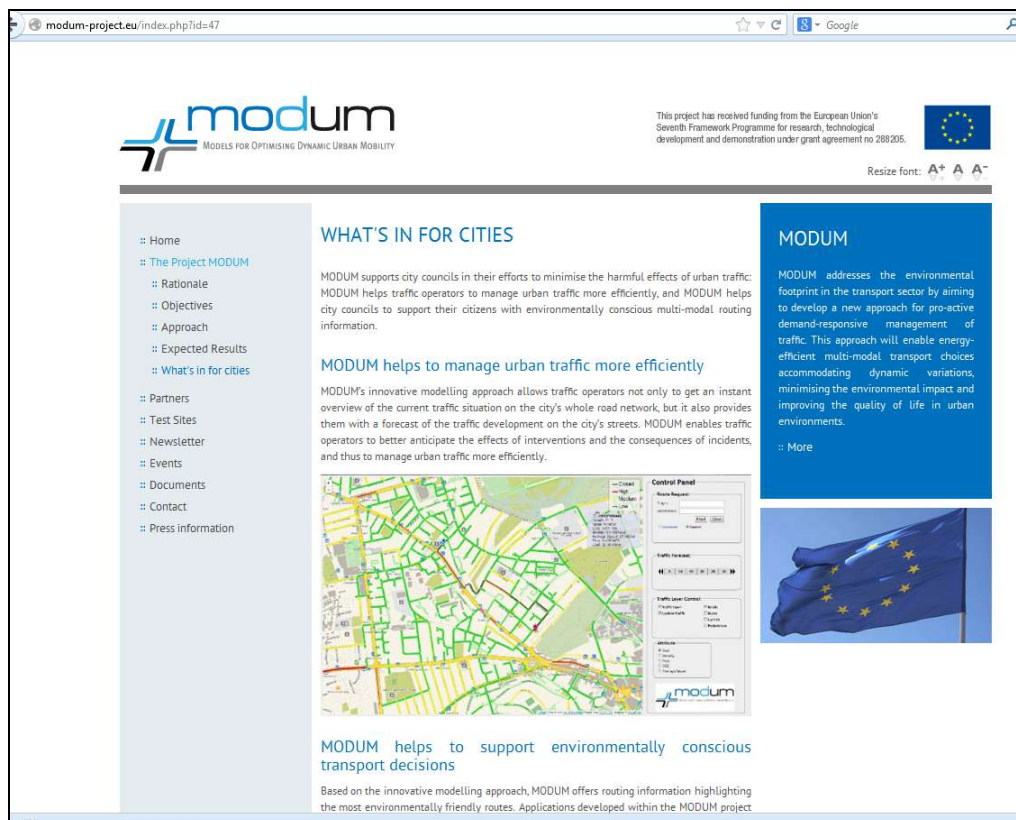 modum-project.eu/index.php?id=47
Google
modum
MODELS FOR OPTIMISING DYNAMIC URBAN MOBILITY
This project has received funding from the European Union's
Seventh Framework Programme for research, technological
development and demonstration under grant agreement no 288205.
Resize font: A+ A A-
:: Home
:: The Project MODUM
:: Rationale
:: Objectives
:: Approach
:: Expected Results
:: What's in for cities
:: Partners
:: Test Sites
:: Newsletter
:: Events
:: Documents
:: Contact
:: Press information
WHAT'S IN FOR CITIES
MODUM supports city councils in their efforts to minimise the harmful effects of urban traffic:
MODUM helps traffic operators to manage urban traffic more efficiently, and MODUM helps
city councils to support their citizens with environmentally conscious multi-modal routing
information.
MODUM helps to manage urban traffic more efficiently
MODUM's innovative modelling approach allows traffic operators not only to get an instant
overview of the current traffic situation on the city's whole road network, but it also provides
them with a forecast of the traffic development on the city's streets. MODUM enables traffic
operators to better anticipate the effects of interventions and the consequences of incidents,
and thus to manage urban traffic more efficiently.
Closed
High
Medium
Low
Control Panel
Route Request
Traffic Forecast
Traffic Layer Control
Attribute
modum
MODUM helps to support environmentally conscious
transport decisions
Based on the innovative modelling approach, MODUM offers routing information highlighting
the most environmentally friendly routes. Applications developed within the MODUM project
MODUM
MODUM addresses the environmental
footprint in the transport sector by aiming
to develop a new approach for pro-active
demand-responsive management of
traffic. This approach will enable energy-
efficient multi-modal transport choices
accommodating dynamic variations,
minimising the environmental impact and
improving the quality of life in urban
environments.
:: More